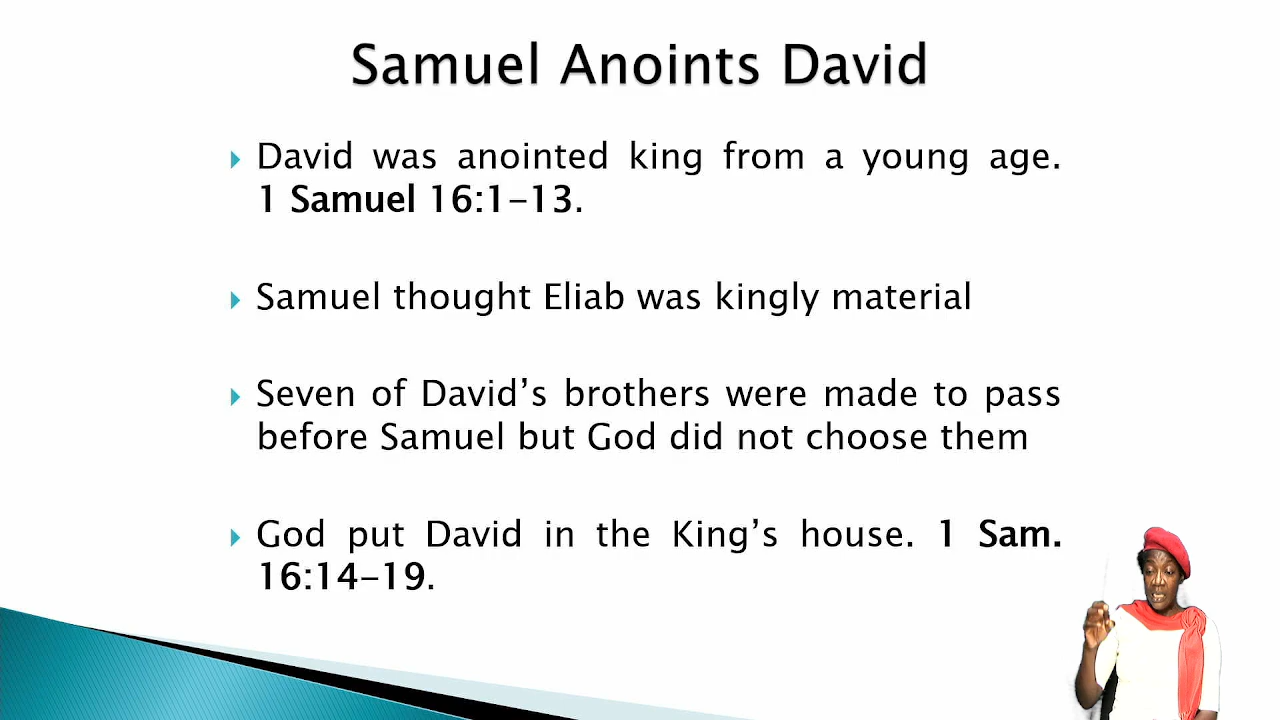 Samuel Anoints David
David was anointed king from a young age.
1 Samuel 16:1-13.
Samuel thought Eliab was kingly material
Seven of David’s brothers were made to pass
before Samuel but God did not choose them
God put David in the King’s house. 1 Sam.
16:14-19.